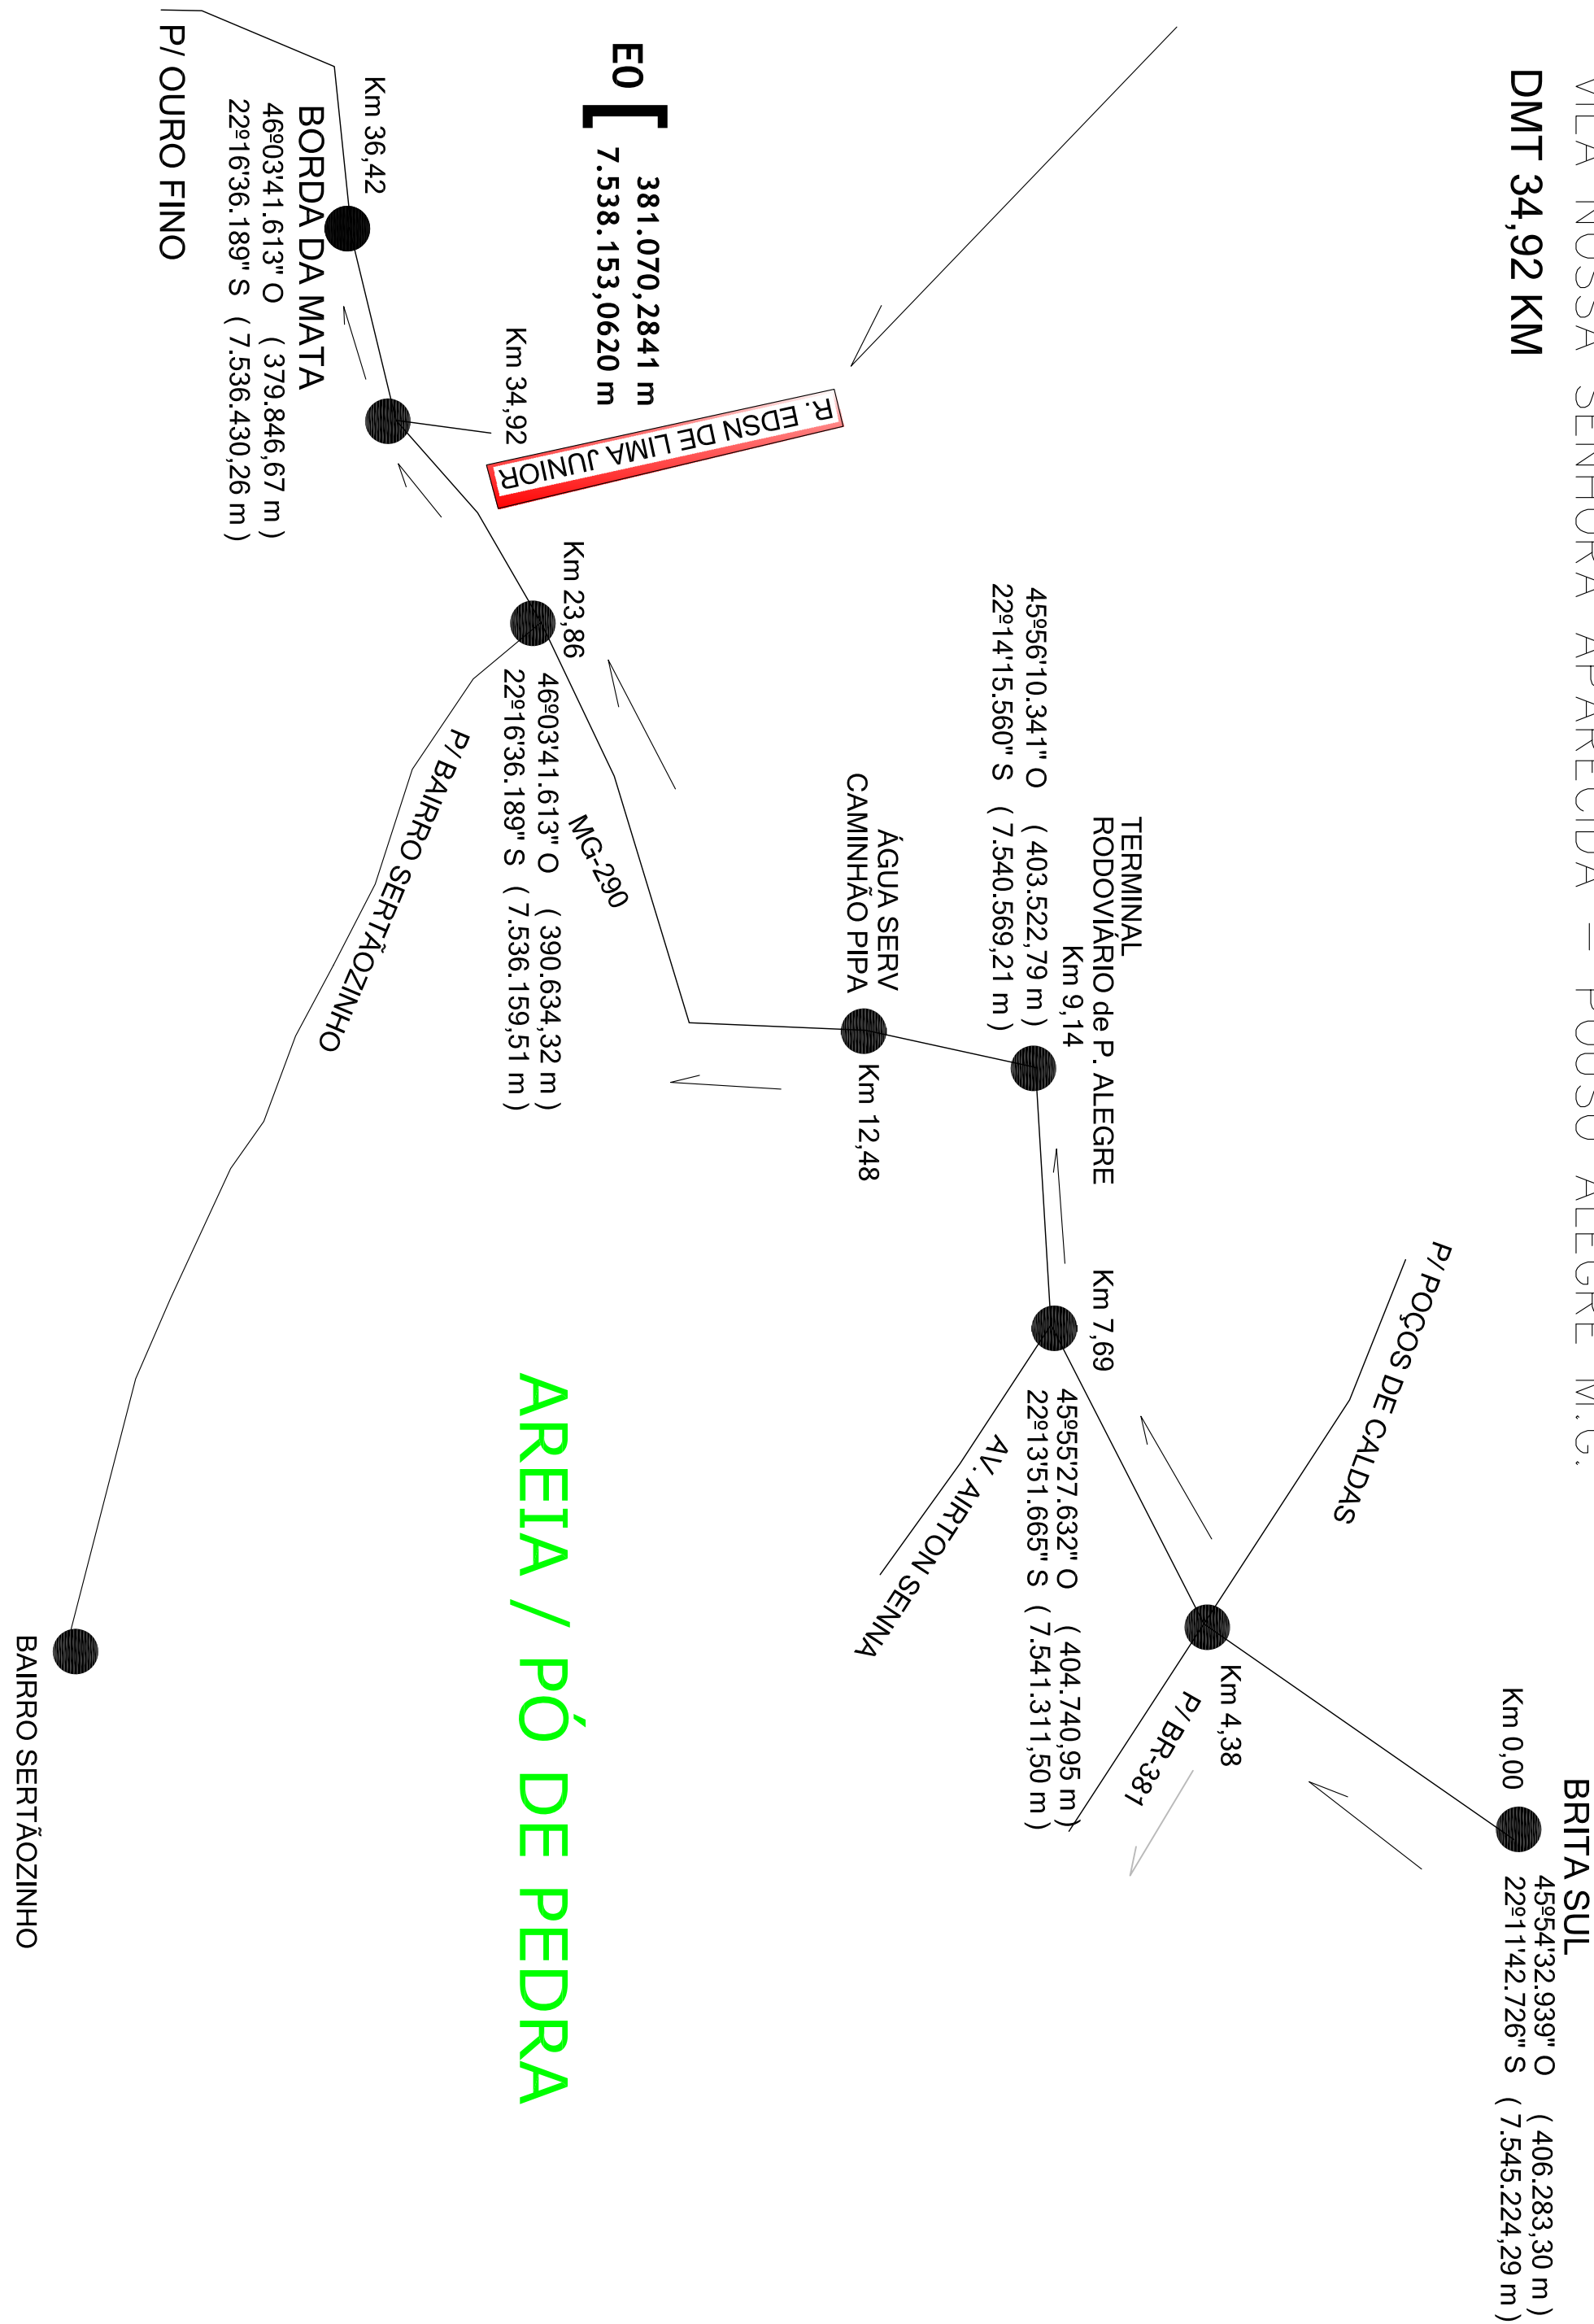 VILA NOSSA SENHORA APARECIDA — POUSO ALEGRE M.G.
DMT 34,92 KM
BRITA SUL
45º54'32.939" O ( 406.283,30 m )
22º11'42.726" S ( 7.545.224,29 m )
Km 0,00
P/ POÇOS DE CALDAS
Km 4,38
P/ BR-381
Km 7,69
45º55'27.632" O ( 404.740,95 m )
22º13'51.665" S ( 7.541.311,50 m )
AV. AIRTON SENNA
TERMINAL
RODOVIÁRIO de P. ALEGRE
Km 9,14
45º56'10.341" O ( 403.522,79 m )
22º14'15.560" S ( 7.540.569,21 m )
ÁGUA SERV
CAMINHÃO PIPA
Km 12,48
R. EDSN DE LIMA JUNIOR
E0 [
381.070,2841 m
7.538.153,0620 m
MG-290
Km 23,86
46º03'41.613" O ( 390.634,32 m )
22º16'36.189" S ( 7.536.159,51 m )
AREIA / PÓ DE PEDRA
Km 34,92
P/ BAIRRO SERTÃOZINHO
Km 36,42
BORDA DA MATA
46º03'41.613" O ( 379.846,67 m )
22º16'36.189" S ( 7.536.430,26 m )
P/ OURO FINO
BAIRRO SERTÃOZINHO